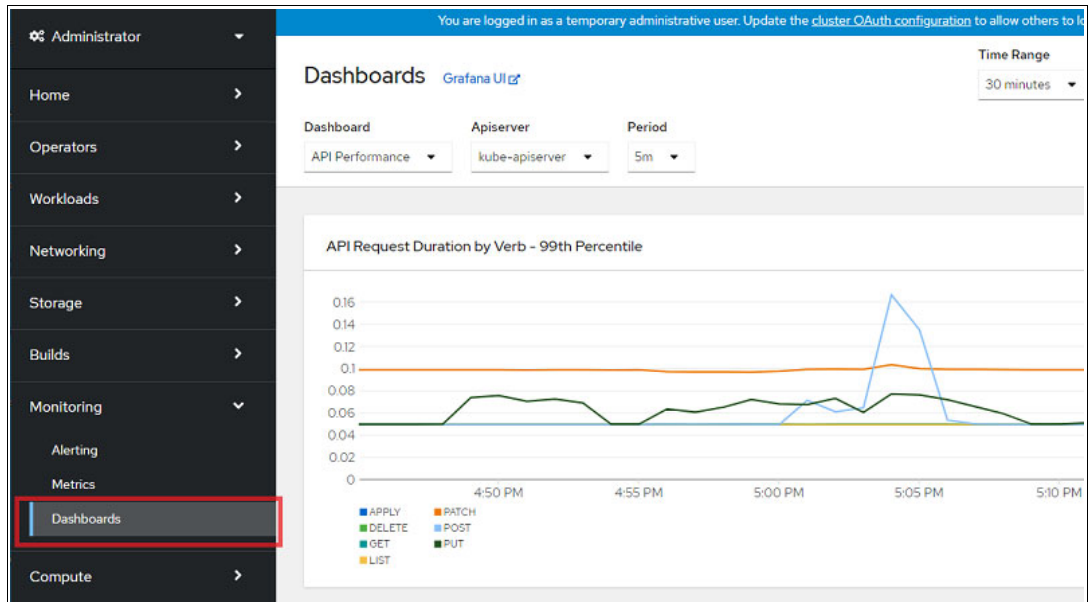 You are logged in as a temporary administrative user. Update the cluster OAuth configuration to allow others to
Administrator
Home
Operators
Workloads
Networking
Storage
Builds
Monitoring
Alerting
Metrics
Dashboards
Compute
Dashboards Grafana UI
Time Range
30 minutes
Dashboard Apiserver Period
API Performance kube-apiserver 5m
API Request Duration by Verb - 99th Percentile
0.16
0.14
0.12
0.1
0.08
0.06
0.04
0.02
0
4:50 PM 4:55 PM 5:00 PM 5:05 PM 5:10 PM
APPLY PATCH
DELETE POST
GET PUT
LIST